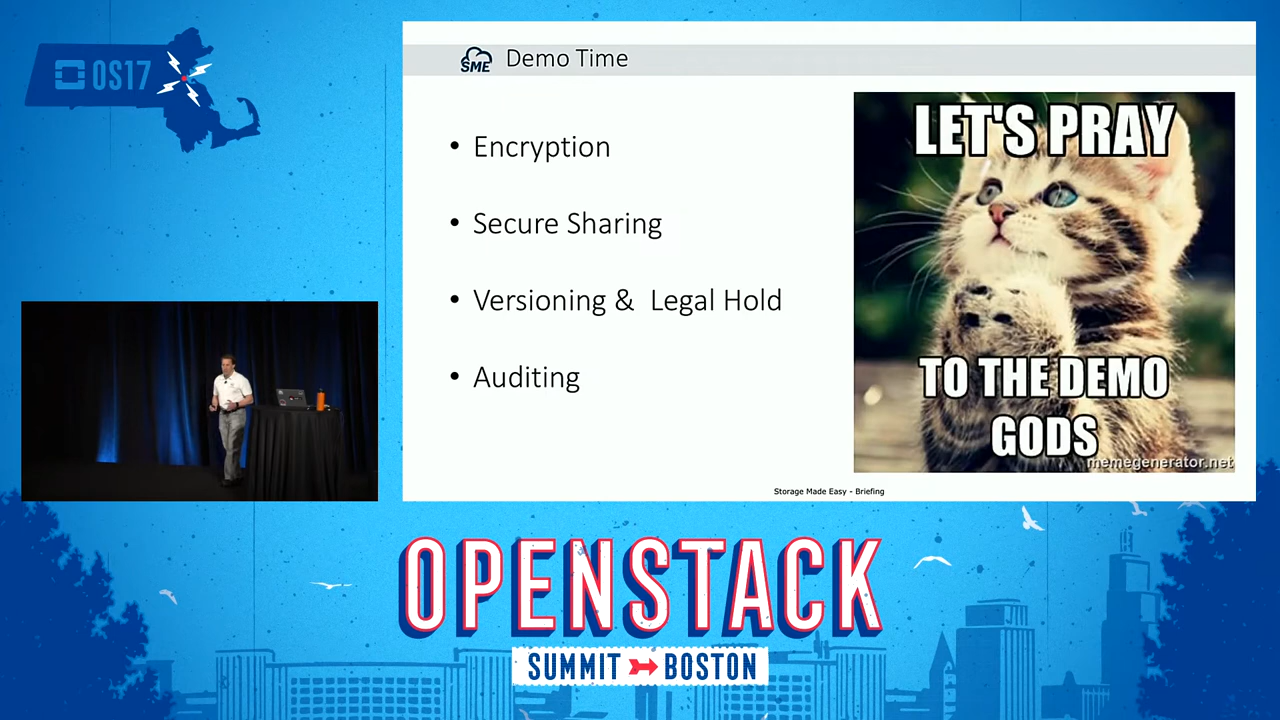 OS17
SME
Demo Time
• Encryption
• Secure Sharing
• Versioning & Legal Hold
• Auditing
LET'S PRAY
TO THE DEMO
GODS
memegenerator.net
Storage Made Easy - Briefing
OPENSTACK
SUMMIT BOSTON